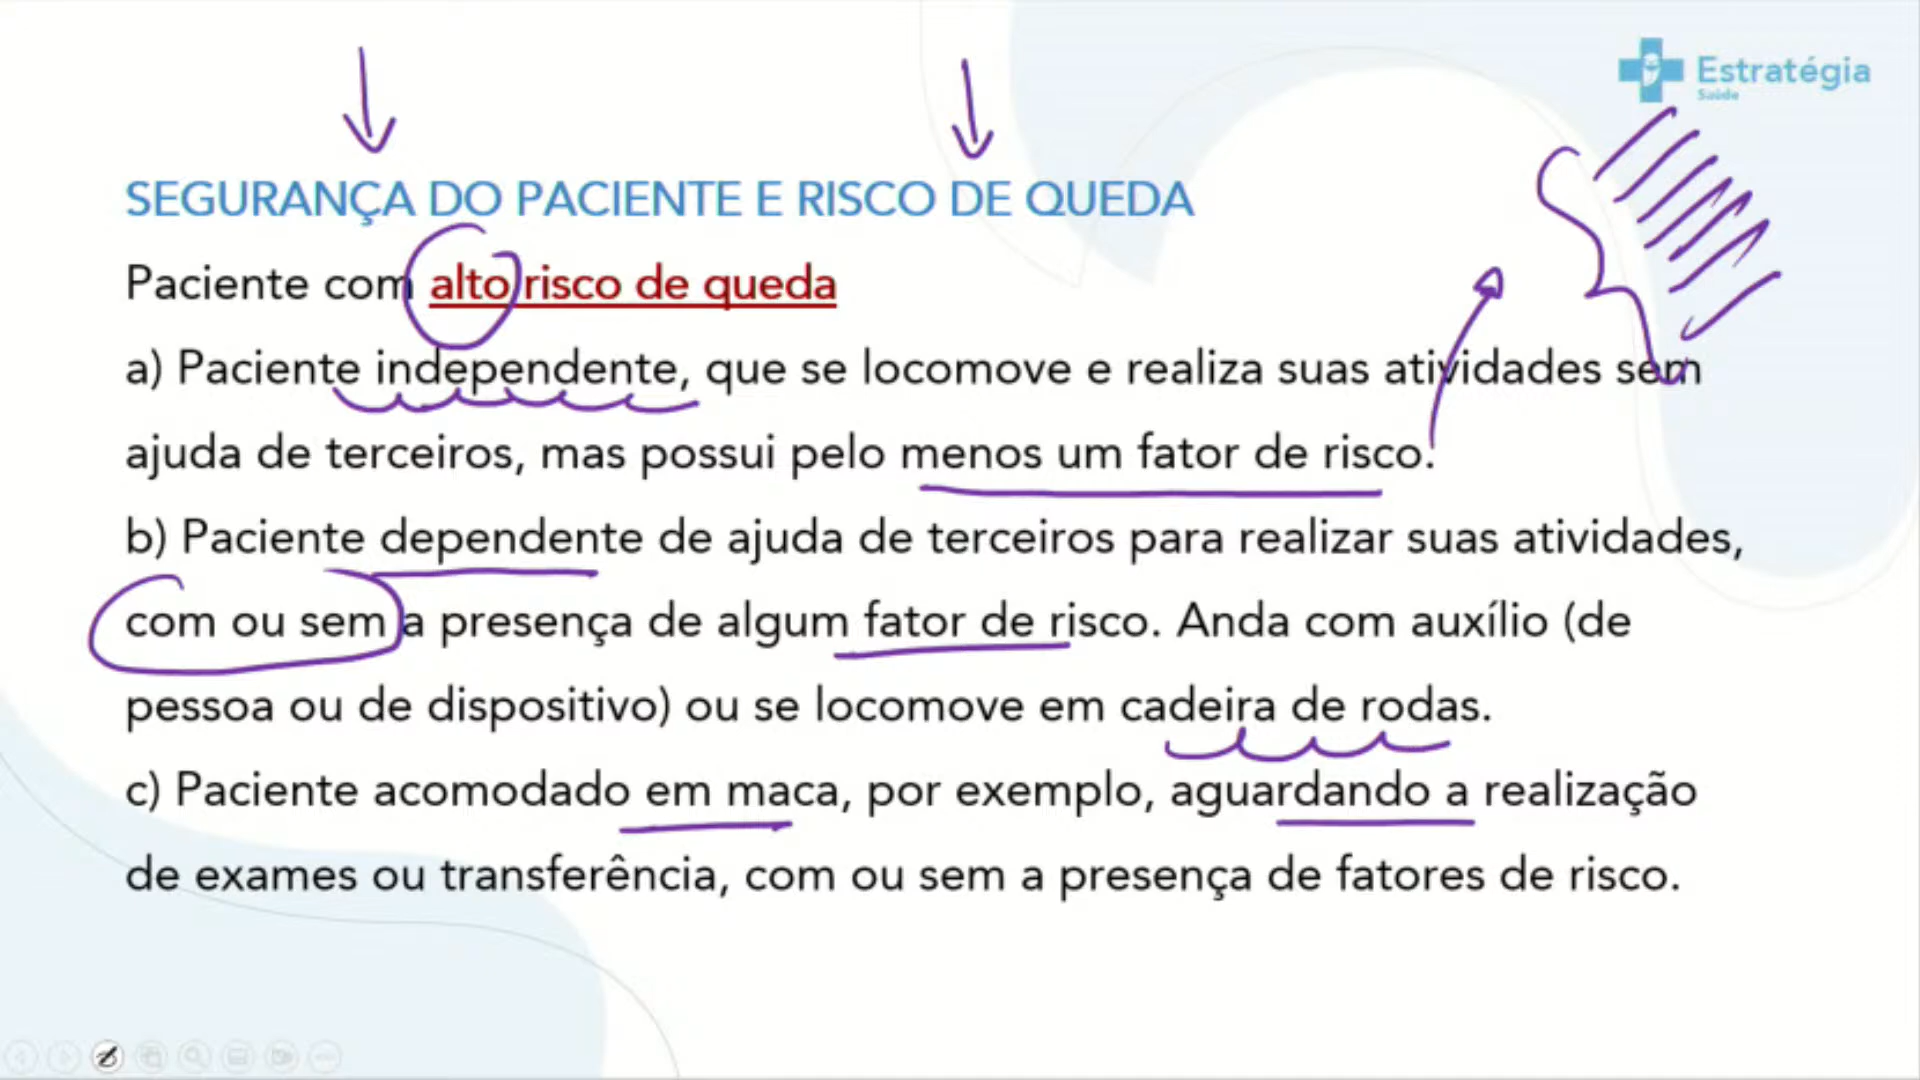 Estratégia
Saúde
SEGURANÇA DO PACIENTE E RISCO DE QUEDA
Paciente com alto risco de queda
a) Paciente independente, que se locomove e realiza suas atividades sem
ajuda de terceiros, mas possui pelo menos um fator de risco.
b) Paciente dependente de ajuda de terceiros para realizar suas atividades,
com ou sem a presença de algum fator de risco. Anda com auxílio (de
pessoa ou de dispositivo) ou se locomove em cadeira de rodas.
c) Paciente acomodado em maca, por exemplo, aguardando a realização
de exames ou transferência, com ou sem a presença de fatores de risco.